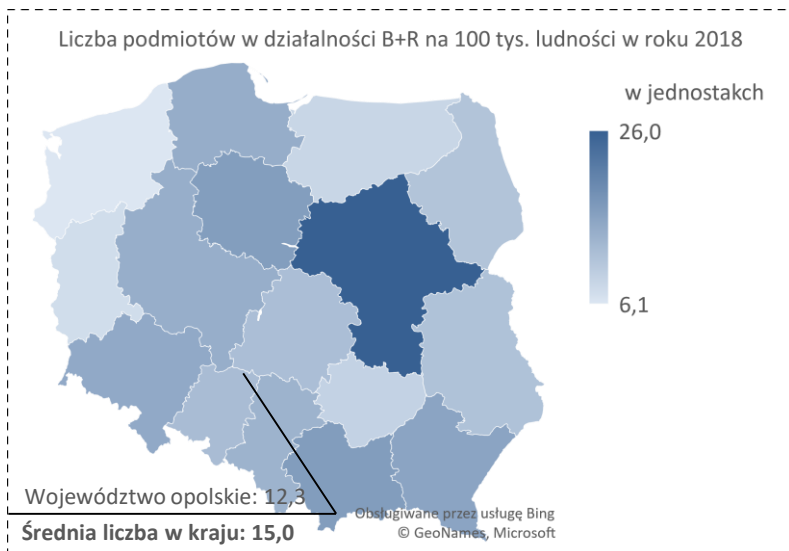 Liczba podmiotów w działalności B+R na 100 tys. ludności w roku 2018
w jednostakch
26,0
6,1
Województwo opolskie: 12,3
Średnia liczba w kraju: 15,0
Obsługiwane przez usługę Bing
© GeoNames, Microsoft